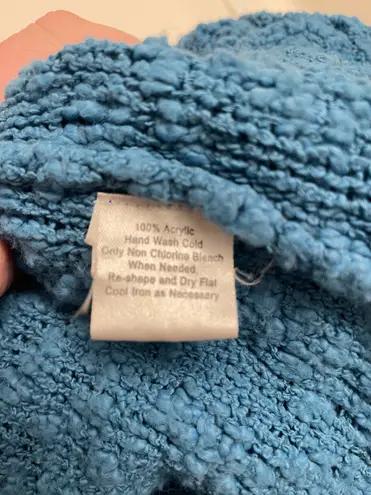 100% Acrylic
Hand Wash Cold
Only Non Chlorine Bleach
When Needed.
Re-shape and Dry Flat
Cool Iron as Necessary